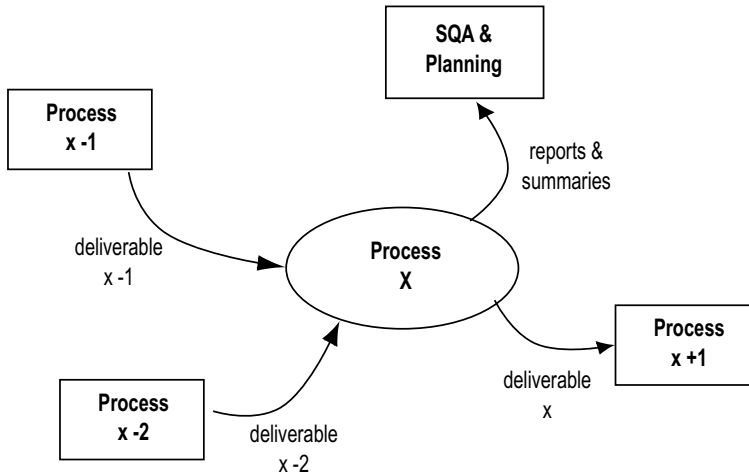 SQA &
Planning
Process
x -1
reports &
summaries
deliverable
x -1
Process
X
Process
x +1
deliverable
x
Process
x -2
deliverable
x -2